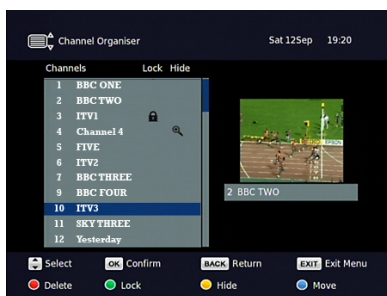 Channel Organiser Sat 12Sep 19:20
Channels Lock Hide
1 BBC ONE
2 BBC TWO
3 ITV1
4 Channel 4
5 FIVE
6 ITV2
7 BBC THREE
9 BBC FOUR
10 ITV3
11 SKY THREE
12 Yesterday
EPSON
2 BBC TWO
Select OK Confirm BACK Return EXIT Exit Menu
Delete Lock Hide Move